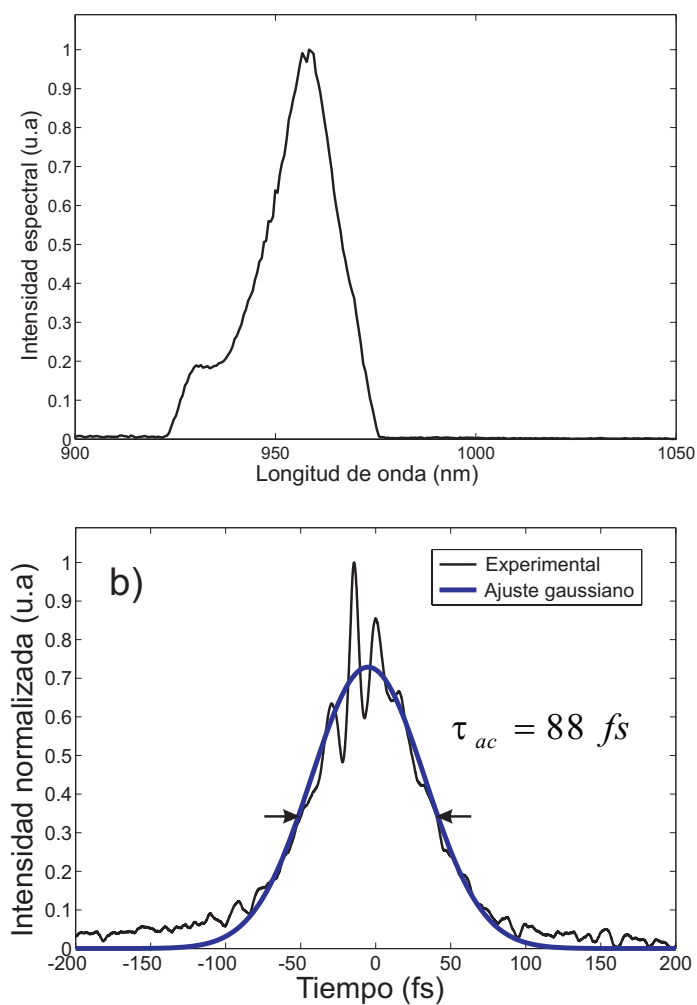 1
0.9
0.8
0.7
0.6
0.5
0.4
0.3
0.2
0.1
0
Intensidad espectral (u.a)
900 950 1000 1050
Longitud de onda (nm)
b)
Experimental
Ajuste gaussiano
1
0.9
0.8
0.7
0.6
0.5
0.4
0.3
0.2
0.1
0
Intensidad normalizada (u.a)
τ ac = 88 fs
-200 -150 -100 -50 0 50 100 150 200
Tiempo (fs)